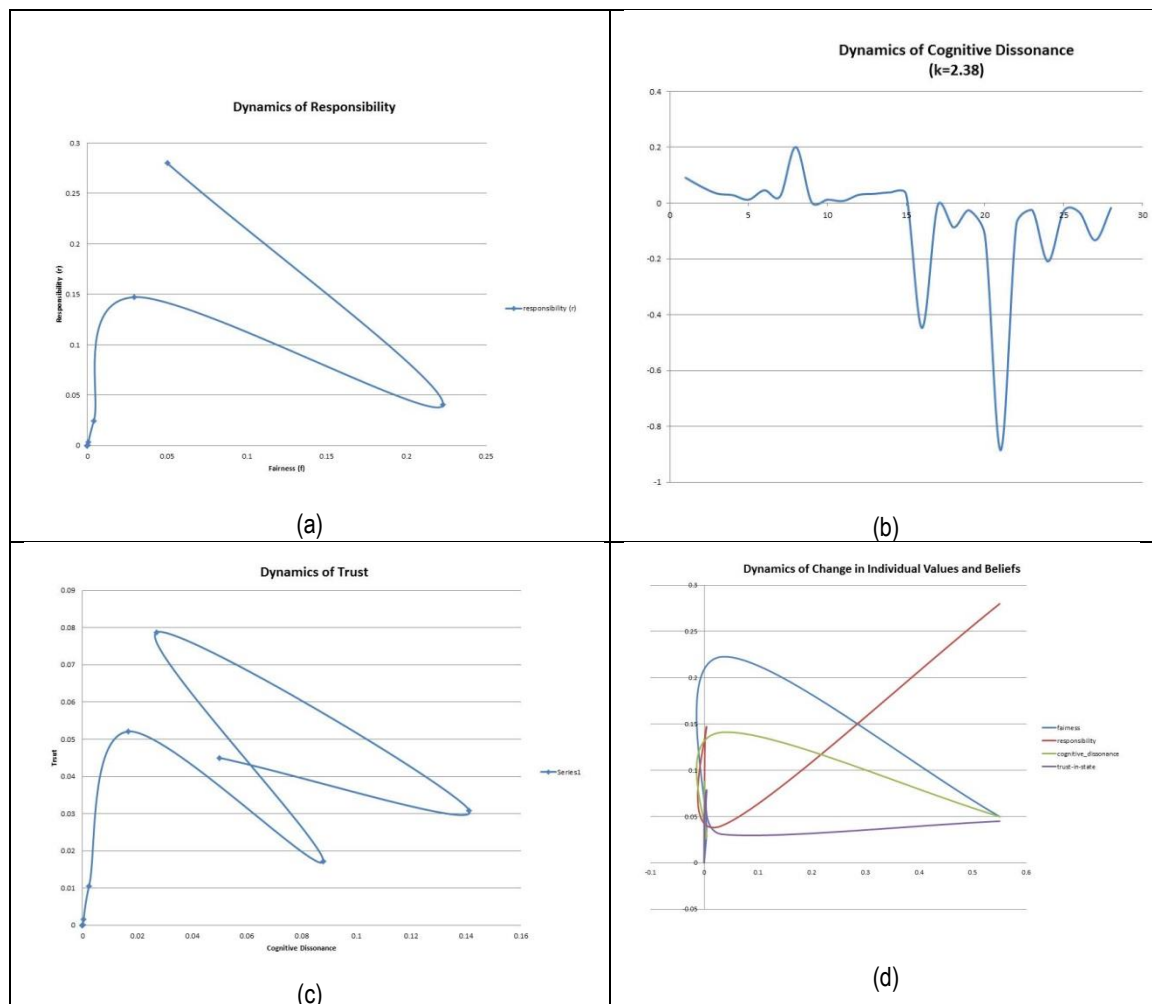 Dynamics of Responsibility
0.3
0.25
0.2
0.15
0.1
0.05
0
Responsibility (r)
responsibility (r)
0 0.05 0.1 0.15 0.2 0.25
Fairness (f)
(a)
Dynamics of Cognitive Dissonance
(k=2.38)
0.4
0.2
0
-0.2
-0.4
-0.6
-0.8
-1
0 5 10 15 20 25 30
(b)
Dynamics of Trust
0.09
0.08
0.07
0.06
0.05
0.04
0.03
0.02
0.01
0
Trust
Series1
0 0.02 0.04 0.06 0.08 0.1 0.12 0.14 0.16
Cognitive Dissonance
(c)
Dynamics of Change in Individual Values and Beliefs
0.3
0.25
0.2
0.15
0.1
0.05
0
-0.05
-0.1 0 0.1 0.2 0.3 0.4 0.5 0.6
fairness
responsibility
cognitive_dissonence
trust-in-state
(d)